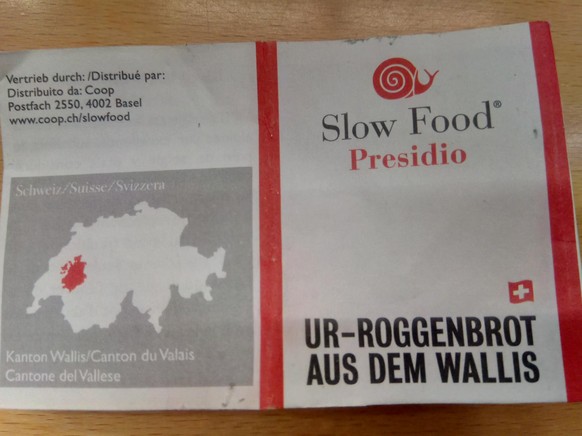 Vertrieb durch: /Distribué par:
Distribuito da: Coop
Postfach 2550, 4002 Basel
www.coop.ch/slowfood
Schweiz/Suisse/Svizzera
Kanton Wallis/Canton du Valais
Cantone del Vallese
Slow Food®
Presidio
UR-ROGGENBROT
AUS DEM WALLIS